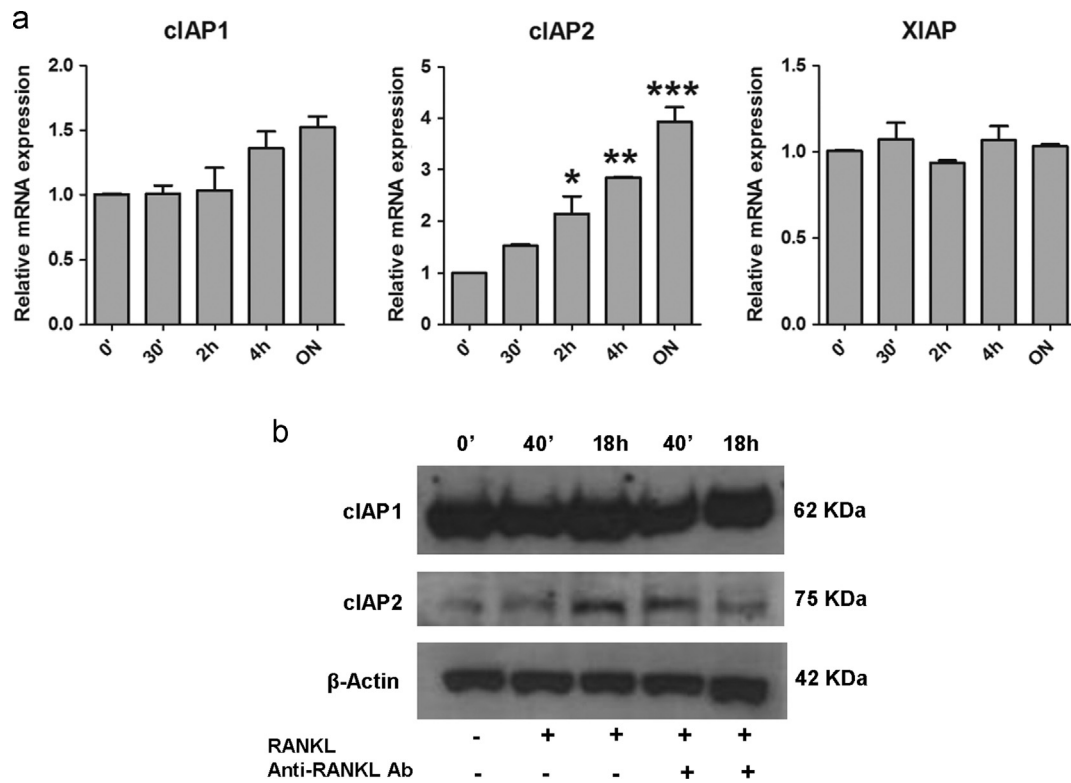 a
cIAP1
cIAP2
XIAP
Relative mRNA expression
2.0
1.5
1.0
0.5
0.0
0' 30' 2h 4h ON
Relative mRNA expression
5
4
3
2
1
0
* ** ***
0' 30' 2h 4h ON
Relative mRNA expression
1.5
1.0
0.5
0.0
0' 30' 2h 4h ON
b
0' 40' 18h 40' 18h
cIAP1 62 KDa
cIAP2 75 KDa
β-Actin 42 KDa
RANKL - + + + +
Anti-RANKL Ab - - - + +